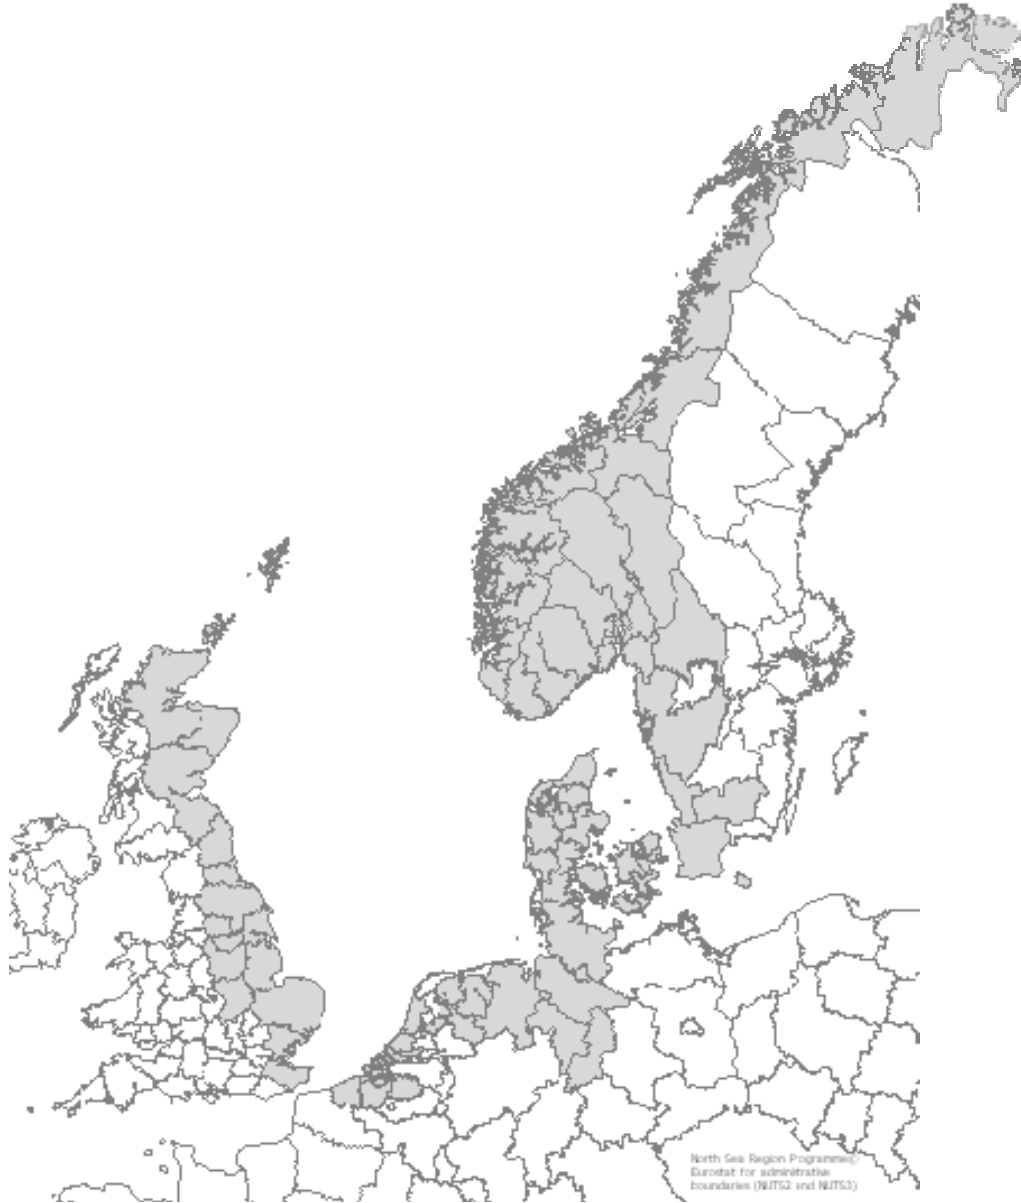 North Sea Region Programme©
Eurostat for administrative
boundaries (NUTS2 and NUTS3)